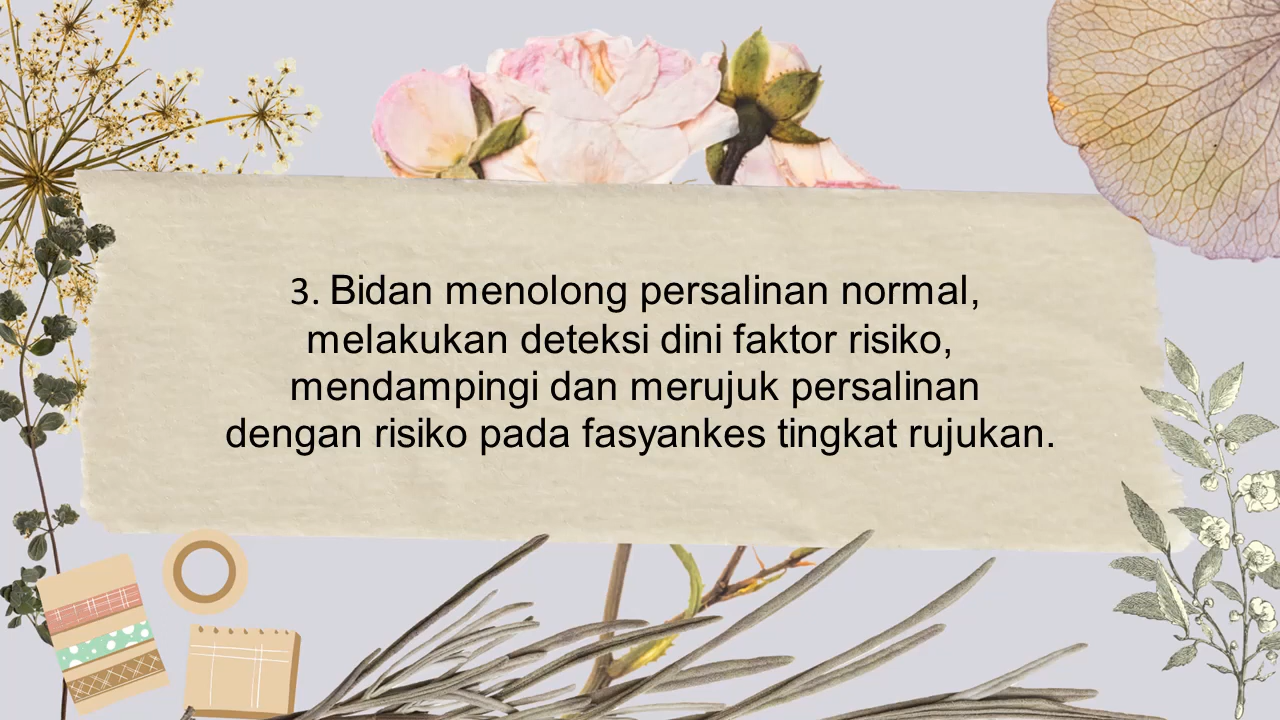 3. Bidan menolong persalinan normal,
melakukan deteksi dini faktor risiko,
mendampingi dan merujuk persalinan
dengan risiko pada fasyankes tingkat rujukan.